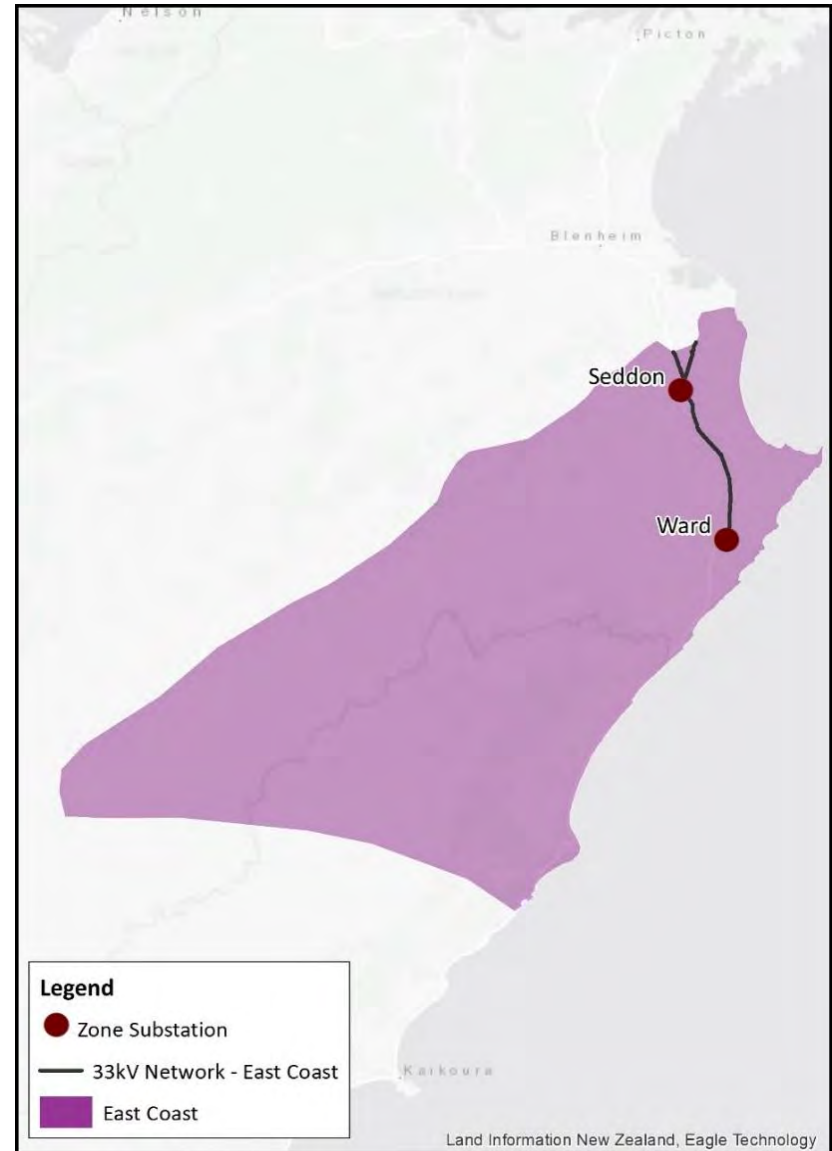 Nelson
Picton
Blenheim
Seddon
Ward
Legend
Zone Substation
33kV Network - East Coast
East Coast
Kaikoura
Land Information New Zealand, Eagle Technology